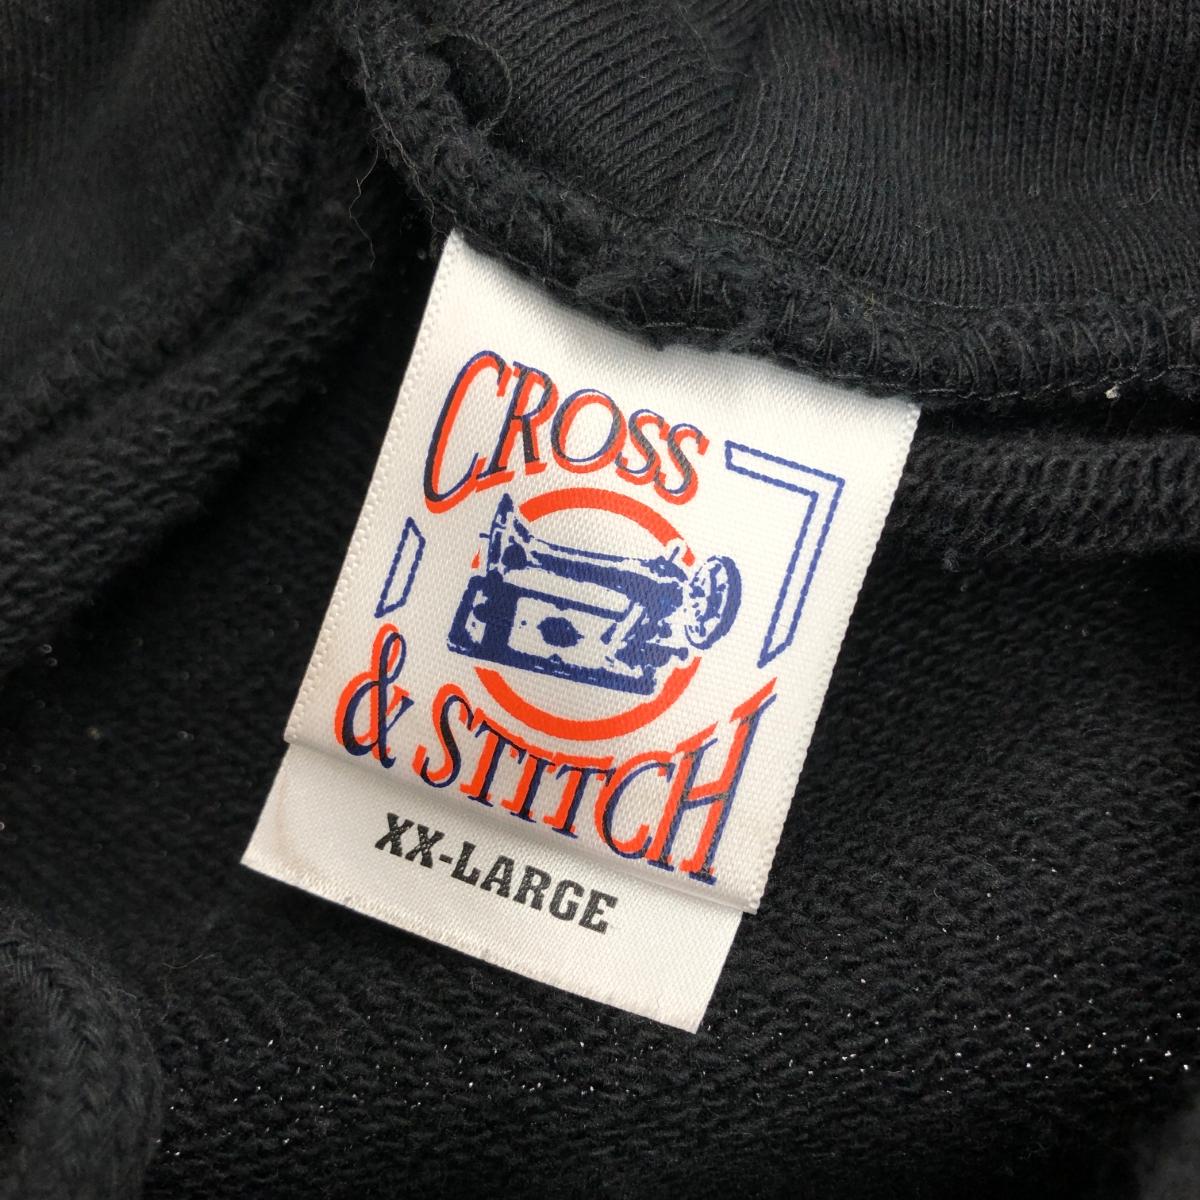 CROSS
& STITCH
XX-LARGE